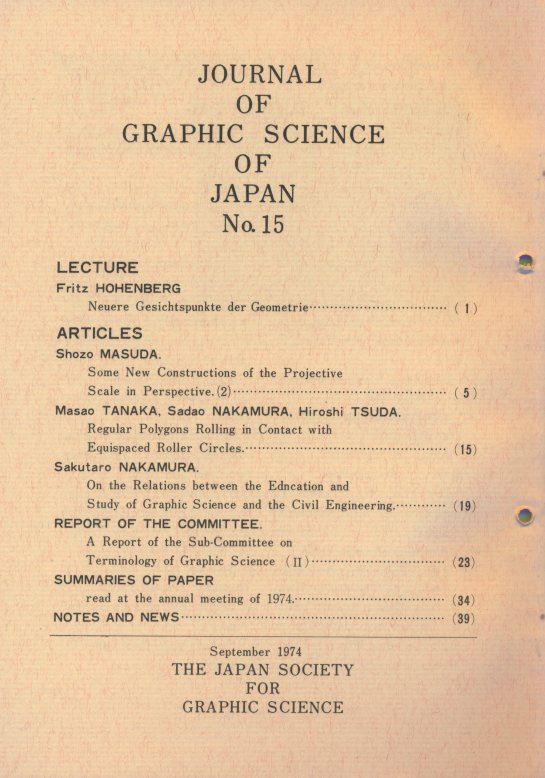 JOURNAL
OF
GRAPHIC SCIENCE
OF
JAPAN
No. 15
LECTURE
Fritz HOHENBERG
Neuere Gesichtspunkte der Geometrie ( 1 )
ARTICLES
Shozo MASUDA.
Some New Constructions of the Projective
Scale in Perspective. (2) ( 5 )
Masao TANAKA, Sadao NAKAMURA, Hiroshi TSUDA.
Regular Polygons Rolling in Contact with
Equispaced Roller Circles. (15)
Sakutaro NAKAMURA.
On the Relations between the Edncation and
Study of Graphic Science and the Civil Engineering. (19)
REPORT OF THE COMMITTEE.
A Report of the Sub-Committee on
Terminology of Graphic Science (II) (23)
SUMMARIES OF PAPER
read at the annual meeting of 1974. (34)
NOTES AND NEWS (39)
September 1974
THE JAPAN SOCIETY
FOR
GRAPHIC SCIENCE